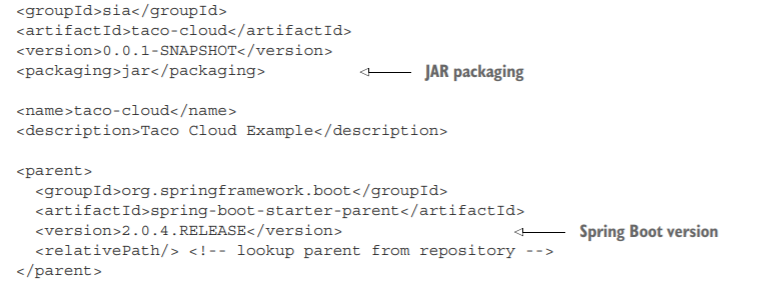 <groupId>sia</groupId>
<artifactId>taco-cloud</artifactId>
<version>0.0.1-SNAPSHOT</version>
<packaging>jar</packaging> JAR packaging
<name>taco-cloud</name>
<description>Taco Cloud Example</description>
<parent>
<groupId>org.springframework.boot</groupId>
<artifactId>spring-boot-starter-parent</artifactId>
<version>2.0.4.RELEASE</version> Spring Boot version
<relativePath/> <!-- lookup parent from repository -->
</parent>